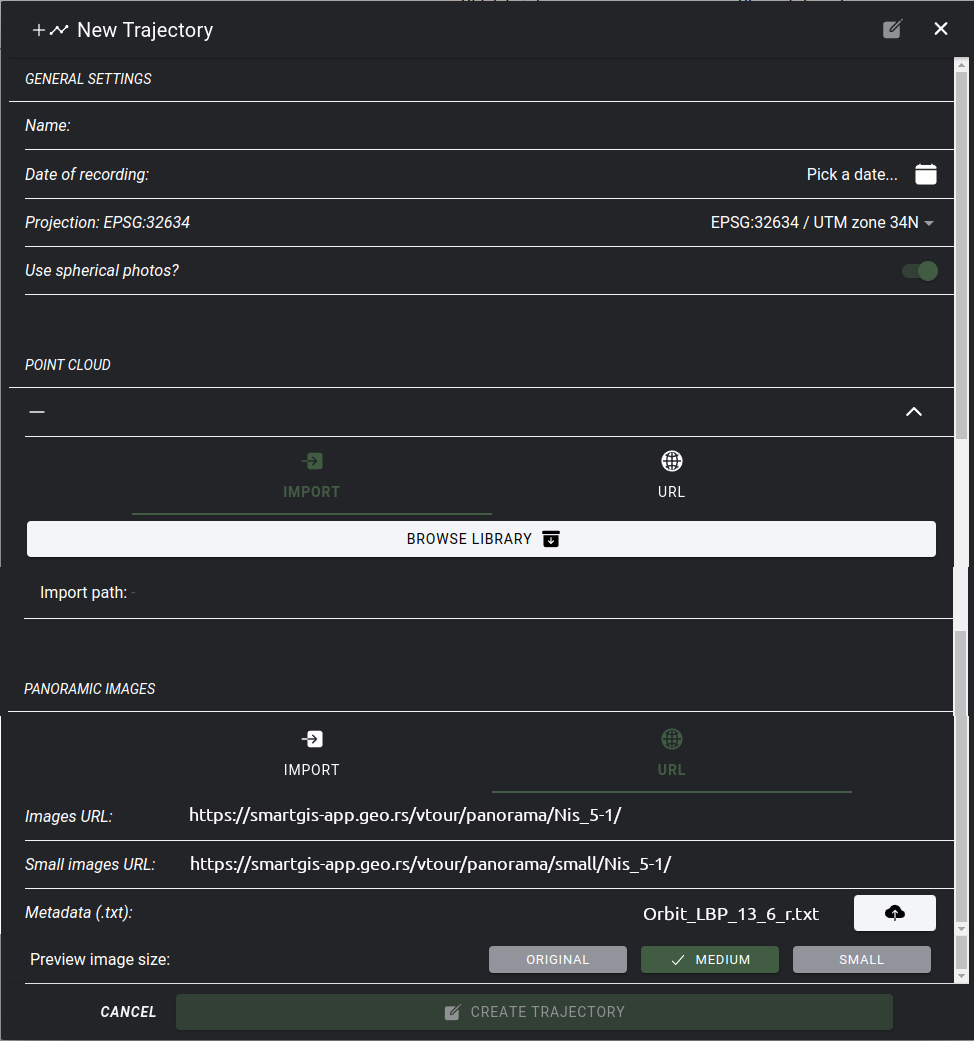 New Trajectory
GENERAL SETTINGS
Name:
Date of recording: Pick a date...
Projection: EPSG:32634 EPSG:32634 / UTM zone 34N
Use spherical photos?
POINT CLOUD
IMPORT URL
BROWSE LIBRARY
Import path: -
PANORAMIC IMAGES
IMPORT URL
Images URL: https://smartgis-app.geo.rs/vtour/panorama/Nis_5-1/
Small images URL: https://smartgis-app.geo.rs/vtour/panorama/small/Nis_5-1/
Metadata (.txt): Orbit_LBP_13_6_r.txt
Preview image size: ORIGINAL MEDIUM SMALL
CANCEL CREATE TRAJECTORY